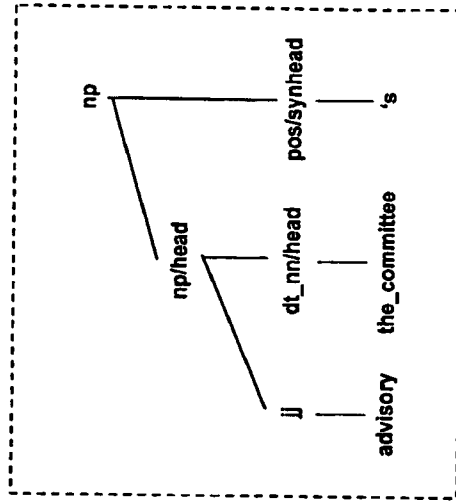 np
np/head
jj dt_nn/head pos/synhead
advisory the_committee 's